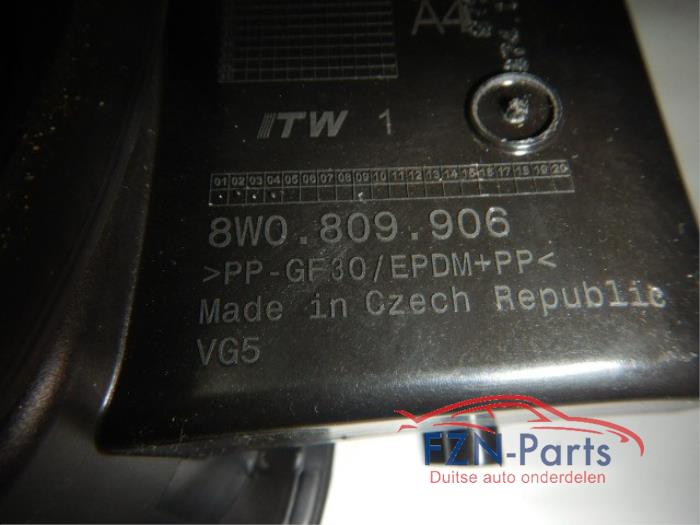 A4
ITW 1
01 02 03 04 05 06 07 08 09 10 11 12 13 14 15 16 17 18 19 20
8W0.809.906
>PP-GF30/EPDM+PP<
Made in Czech Republic
VG5
FZN-Parts
Duitse auto onderdelen